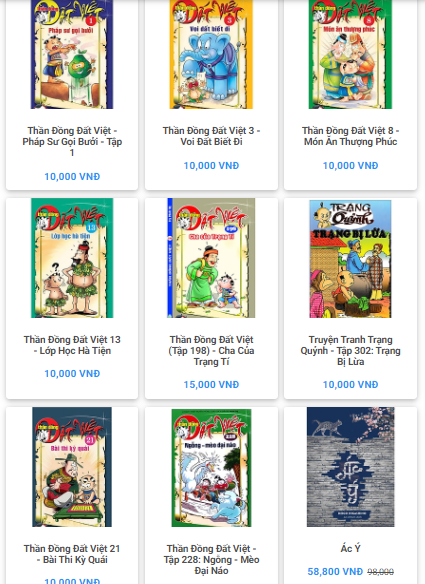 Đất Việt
1
Pháp sư gọi bưởi
Đất Việt
3
Voi đất biết đi
Đất Việt
8
Món ăn thượng phúc
Thần Đồng Đất Việt -
Pháp Sư Gọi Bưởi - Tập
1
10,000 VNĐ
Thần Đồng Đất Việt 3 -
Voi Đất Biết Đi
10,000 VNĐ
Thần Đồng Đất Việt 8 -
Món Ăn Thượng Phúc
10,000 VNĐ
thần đồng
Đất Việt
13
Lớp học hà tiện
thần đồng
Đất Việt
Cha của Trạng Tí
TRẠNG
Quỳnh
TRẠNG BỊ LỪA
Thần Đồng Đất Việt 13
- Lớp Học Hà Tiện
10,000 VNĐ
Thần Đồng Đất Việt
(Tập 198) - Cha Của
Trạng Tí
15,000 VNĐ
Truyện Tranh Trạng
Quỳnh - Tập 302: Trạng
Bị Lừa
10,000 VNĐ
thần đồng
Đất Việt
21
Bài thi kỳ quái
thần đồng
Đất Việt
Ngỗng - mèo đại náo
ác ý
Thần Đồng Đất Việt 21
- Bài Thi Kỳ Quái
10,000 VNĐ
Thần Đồng Đất Việt -
Tập 228: Ngỗng - Mèo
Đại Náo
Ác Ý
58,800 VNĐ 98,000